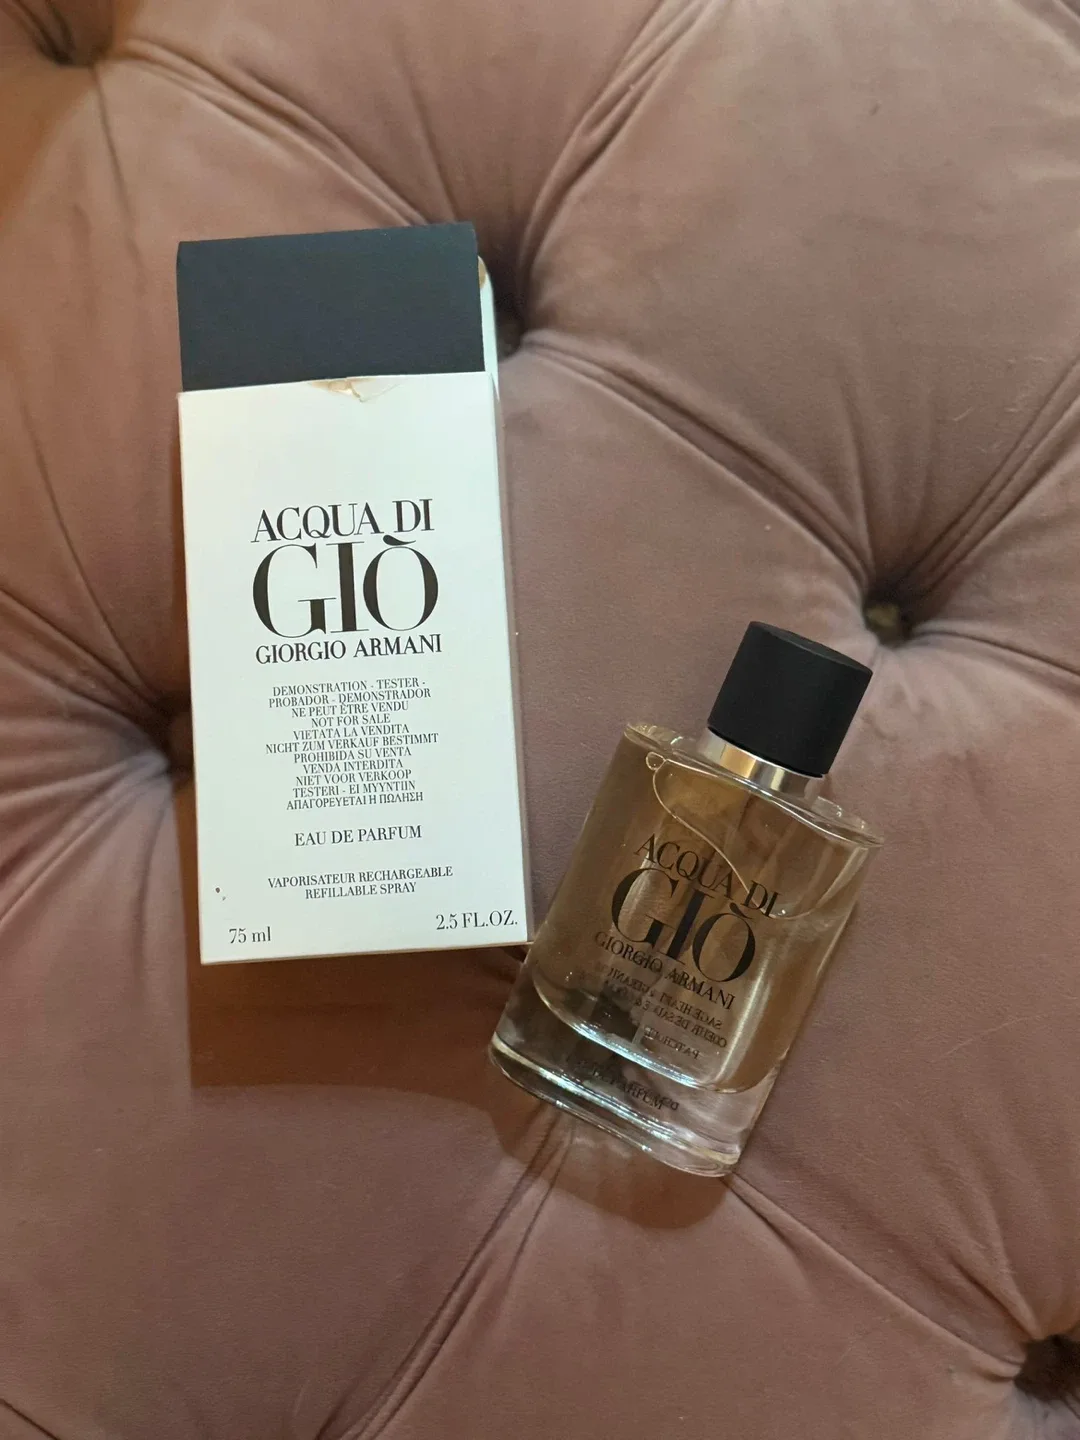 ACQUA DI
GIÒ
GIORGIO ARMANI
DEMONSTRATION - TESTER -
PROBADOR - DEMONSTRADOR
NE PEUT ÊTRE VENDU
NOT FOR SALE
VIETATA LA VENDITA
NICHT ZUM VERKAUF BESTIMMT
PROHIBIDA SU VENTA
VENDA INTERDITA
NIET VOOR VERKOOP
TESTERI - EI MYYNTIIN
ΑΠΑΓΟΡΕΥΕΤΑΙ Η ΠΩΛΗΣΗ
EAU DE PARFUM
VAPORISATEUR RECHARGEABLE
REFILLABLE SPRAY
75 ml 2.5 FL.OZ.
ACQUA DI
GIÒ
GIORGIO ARMANI